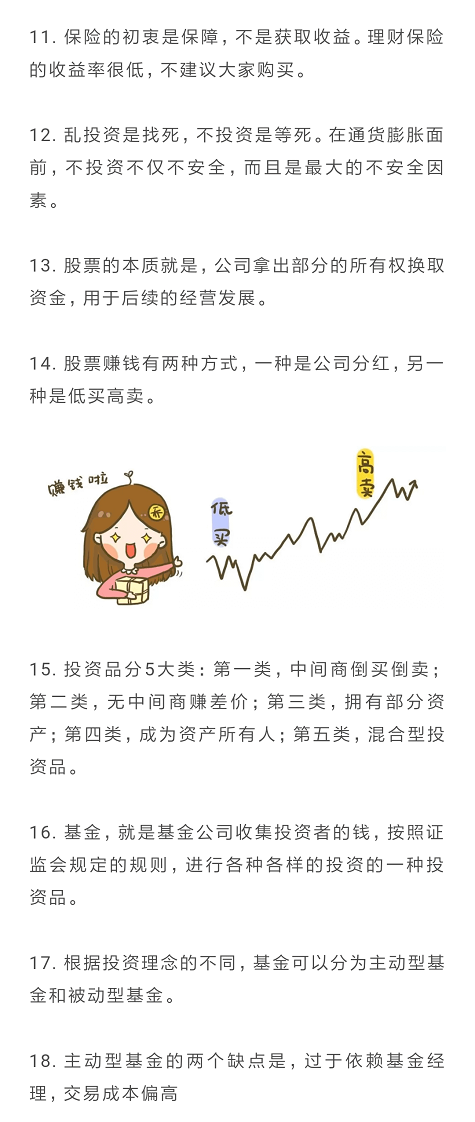 11. 保险的初衷是保障，不是获取收益。理财保险
的收益率很低，不建议大家购买。
12. 乱投资是找死，不投资是等死。在通货膨胀面
前，不投资不仅不安全，而且是最大的不安全因
素。
13. 股票的本质就是，公司拿出部分的所有权换取
资金，用于后续的经营发展。
14. 股票赚钱有两种方式，一种是公司分红，另一
种是低买高卖。
赚钱啦
低买
高卖
15. 投资品分5大类：第一类，中间商倒买倒卖；
第二类，无中间商赚差价；第三类，拥有部分资
产；第四类，成为资产所有人；第五类，混合型投
资品。
16. 基金，就是基金公司收集投资者的钱，按照证
监会规定的规则，进行各种各样的投资的一种投
资品。
17. 根据投资理念的不同，基金可以分为主动型基
金和被动型基金。
18. 主动型基金的两个缺点是，过于依赖基金经
理，交易成本偏高